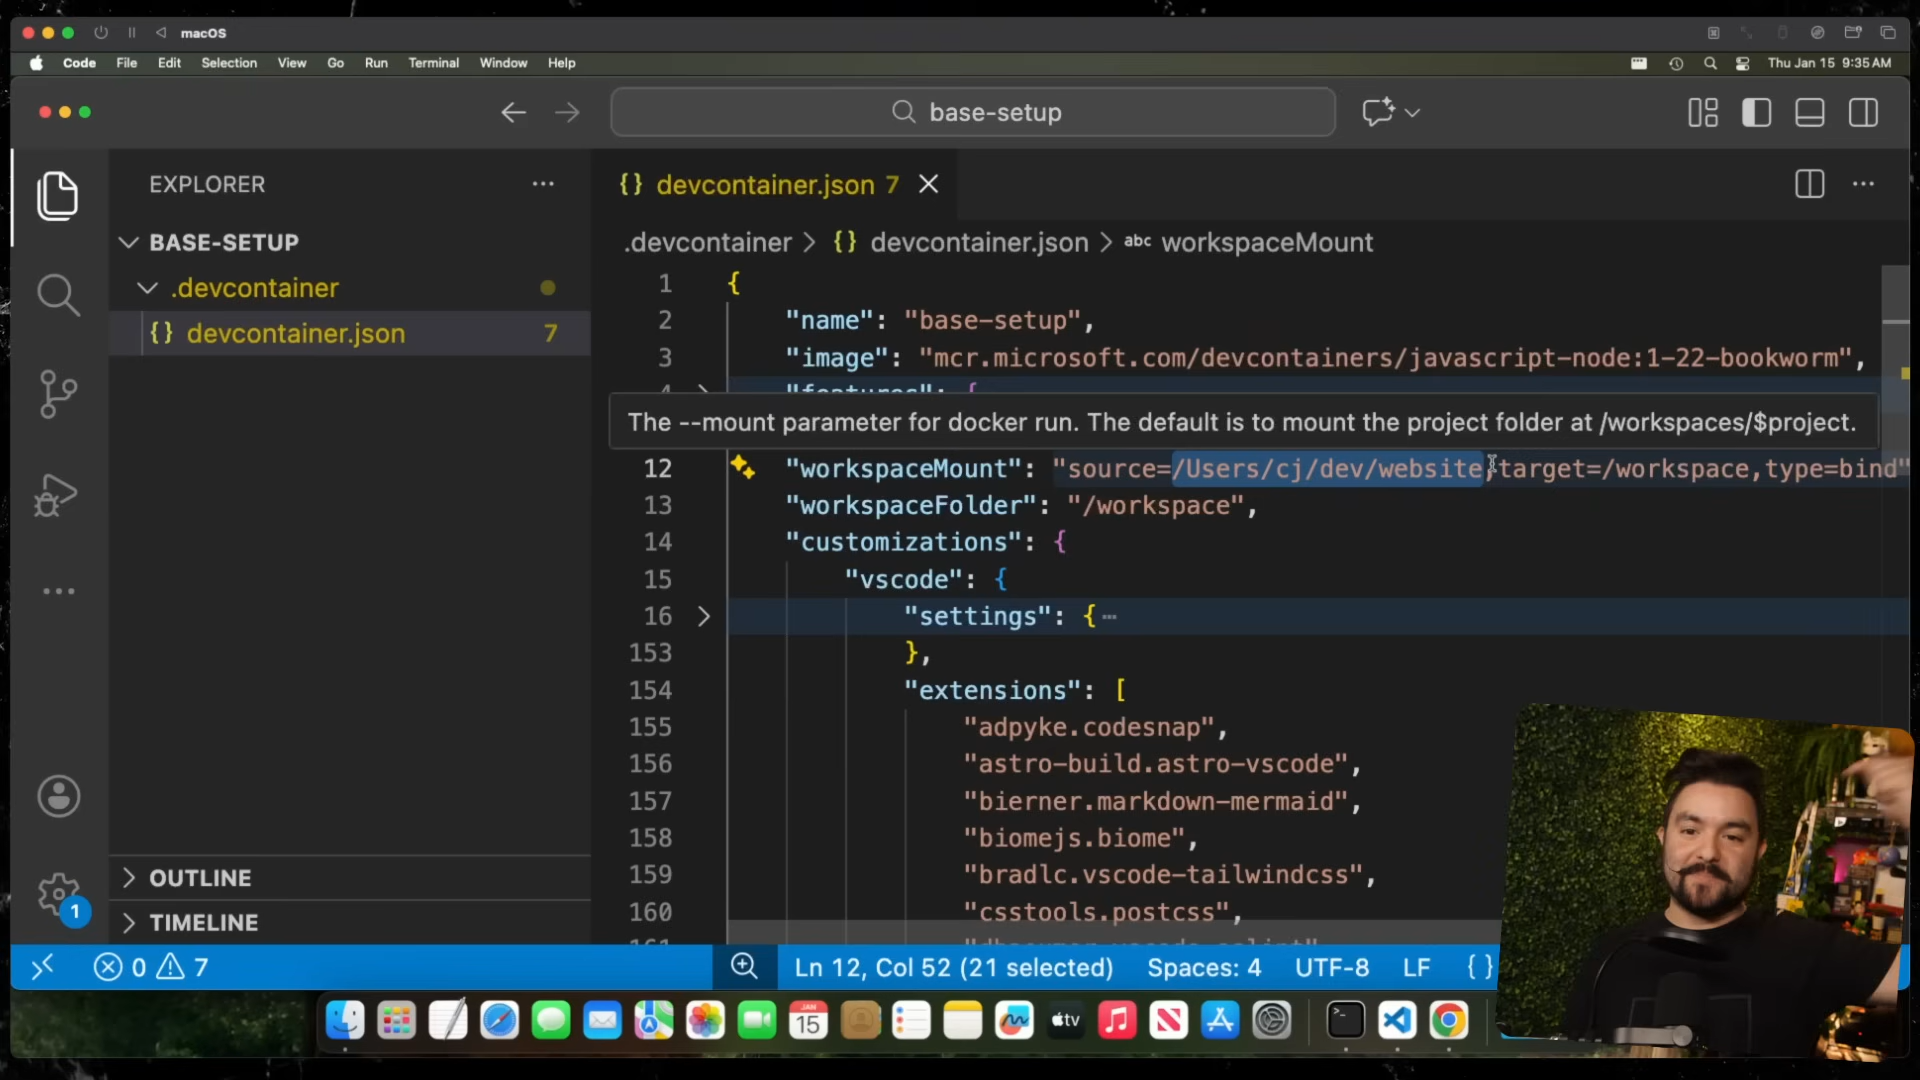 macOS
Code File Edit Selection View Go Run Terminal Window Help Thu Jan 15 9:35 AM
base-setup
EXPLORER
BASE-SETUP
.devcontainer
{} devcontainer.json 7
OUTLINE
TIMELINE
{} devcontainer.json 7
.devcontainer > {} devcontainer.json > abc workspaceMount
1 {
2 "name": "base-setup",
3 "image": "mcr.microsoft.com/devcontainers/javascript-node:1-22-bookworm",
4 "features": {
The --mount parameter for docker run. The default is to mount the project folder at /workspaces/$project.
12 "workspaceMount": "source=/Users/cj/dev/website,target=/workspace,type=bind"
13 "workspaceFolder": "/workspace",
14 "customizations": {
15 "vscode": {
16 "settings": {
153 },
154 "extensions": [
155 "adpyke.codesnap",
156 "astro-build.astro-vscode",
157 "bierner.markdown-mermaid",
158 "biomejs.biome",
159 "bradlc.vscode-tailwindcss",
160 "csstools.postcss",
1
0 7 Ln 12, Col 52 (21 selected) Spaces: 4 UTF-8 LF {}
JAN
15
tv